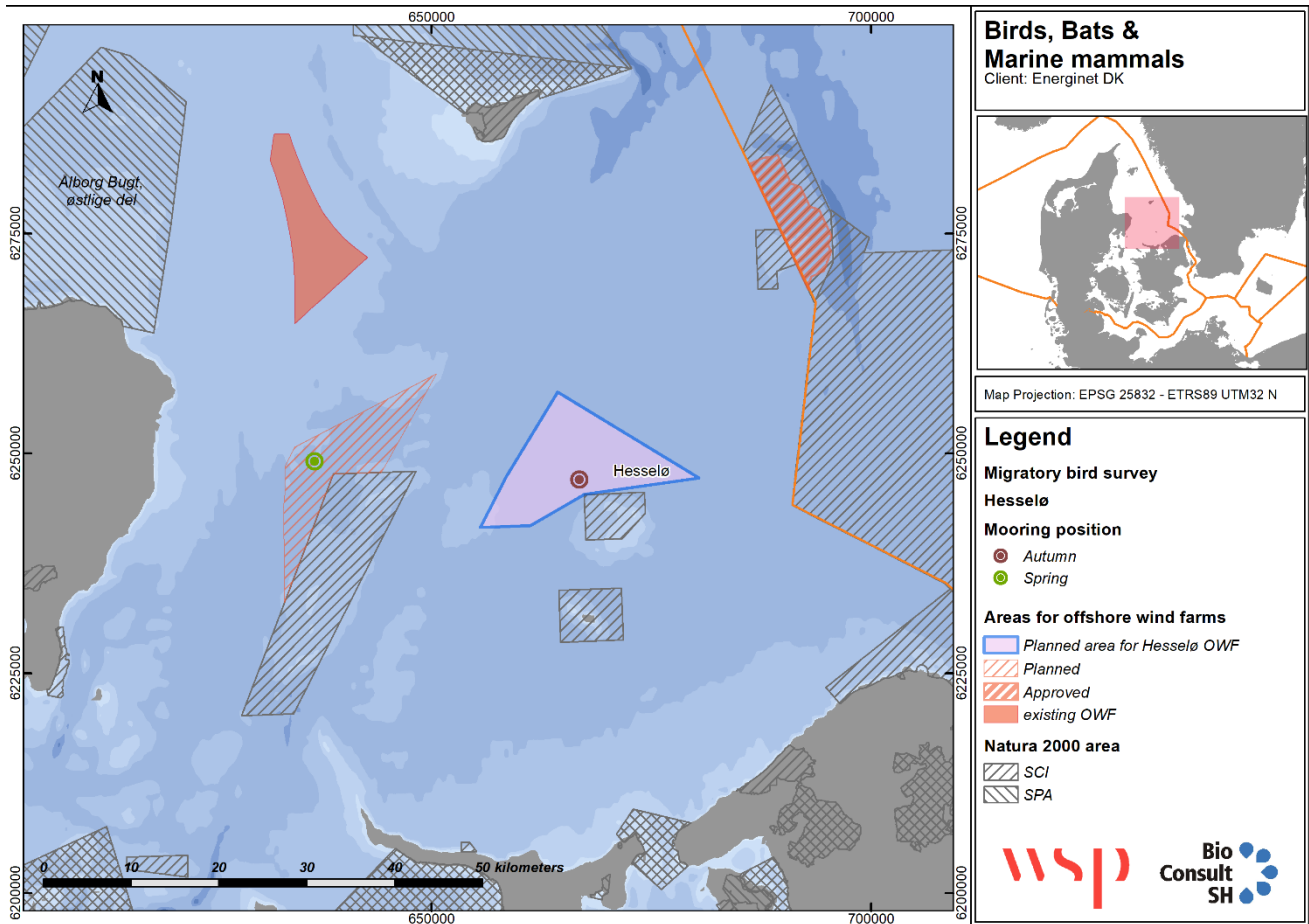 650000
700000
N
Ålborg Bugt,
østlige del
6275000
6275000
6250000
6250000
Hesselø
6225000
6225000
6200000
6200000
0 10 20 30 40 50 kilometers
650000
700000
Birds, Bats &
Marine mammals
Client: Energinet DK
Map Projection: EPSG 25832 - ETRS89 UTM32 N
Legend
Migratory bird survey
Hesselø
Mooring position
Autumn
Spring
Areas for offshore wind farms
Planned area for Hesselø OWF
Planned
Approved
existing OWF
Natura 2000 area
SCI
SPA
wsp
Bio
Consult
SH